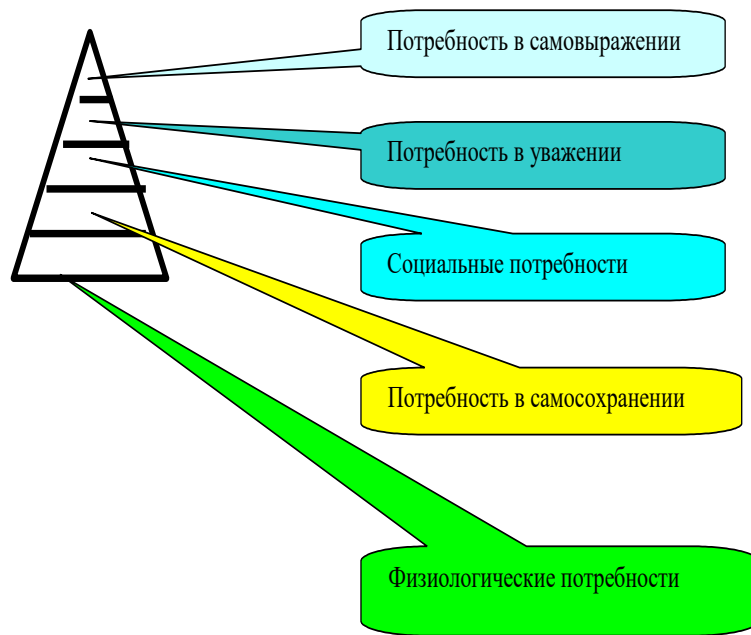 Потребность в самовыражении
Потребность в уважении
Социальные потребности
Потребность в самосохранении
Физиологические потребности